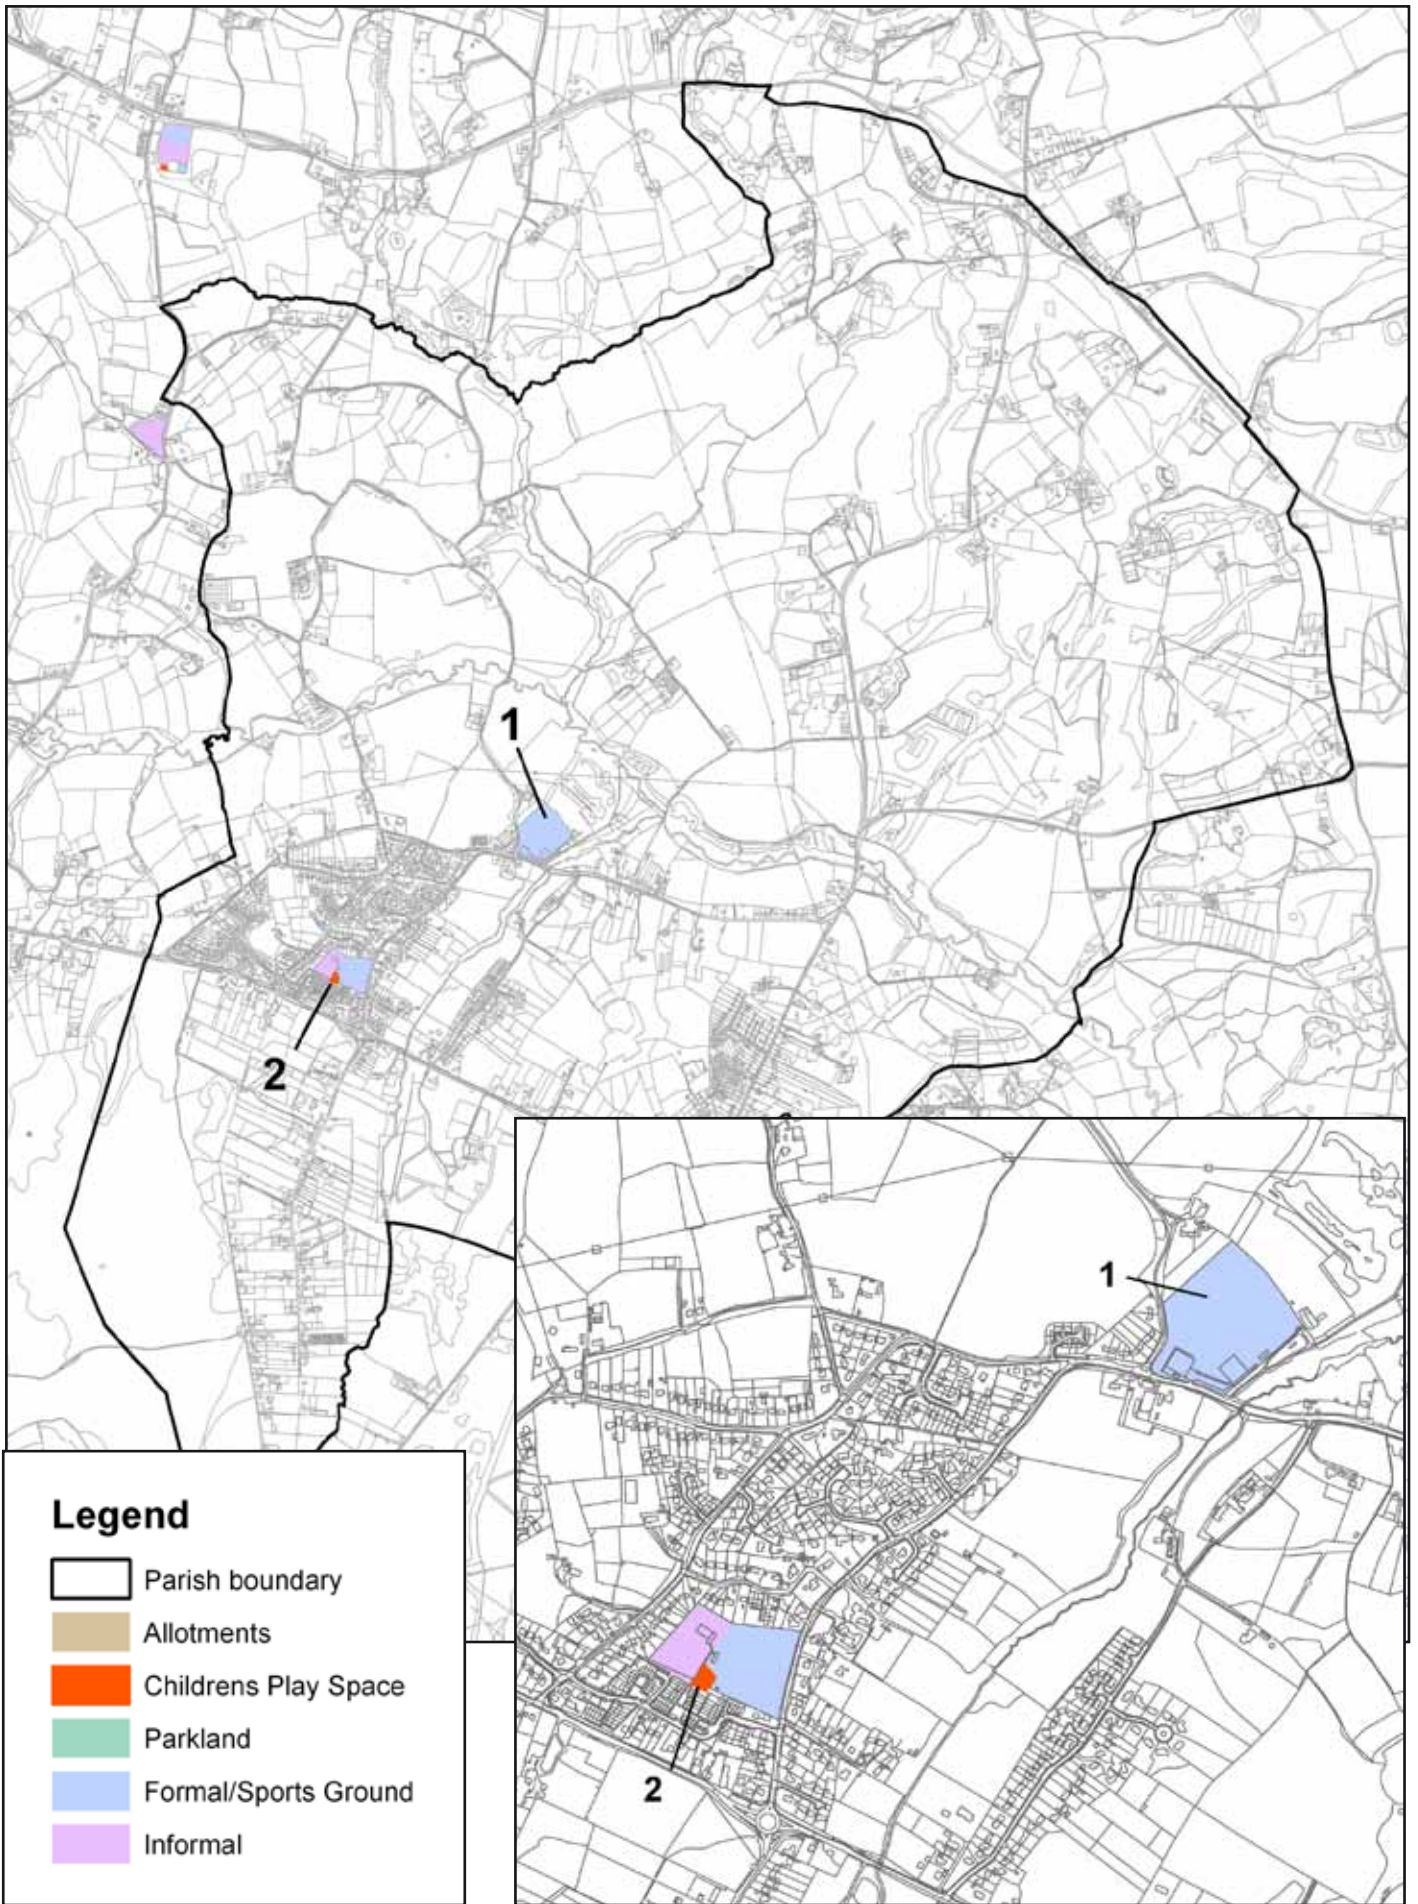 1
2
1
2
Legend
Parish boundary
Allotments
Childrens Play Space
Parkland
Formal/Sports Ground
Informal